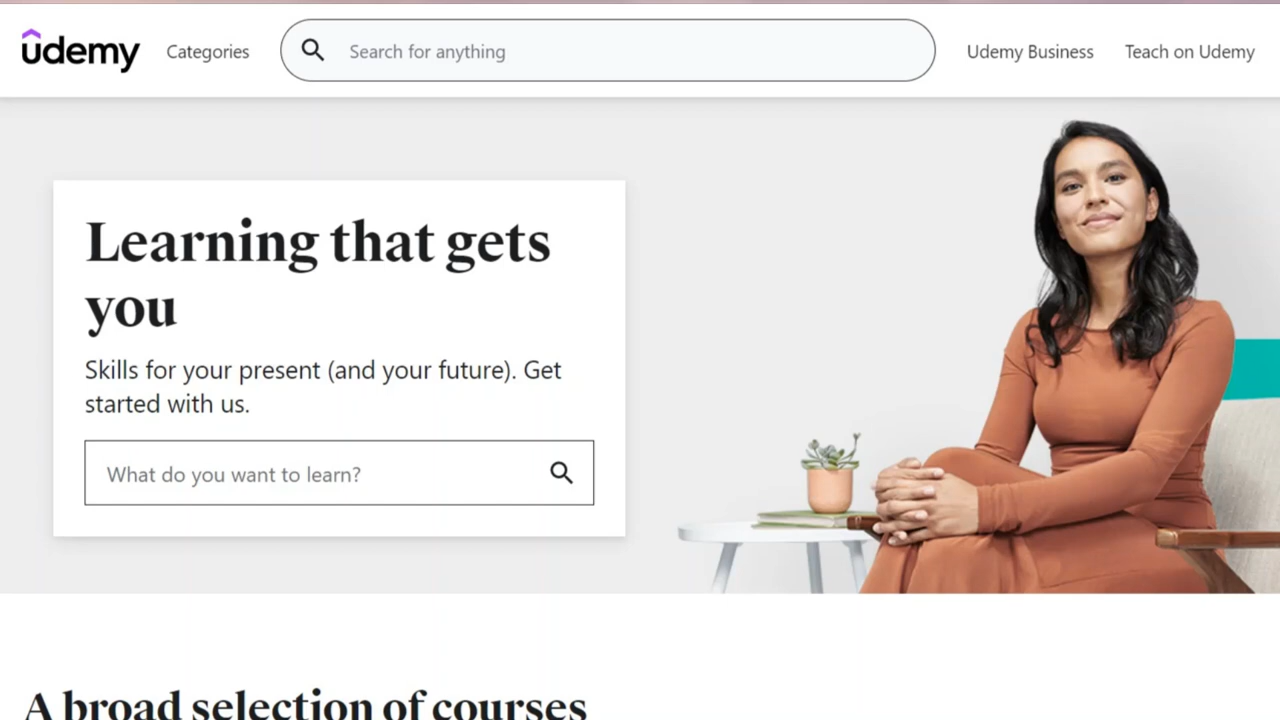 udemy
Categories
Search for anything
Udemy Business
Teach on Udemy
Learning that gets
you
Skills for your present (and your future). Get
started with us.
What do you want to learn?
A broad selection of courses